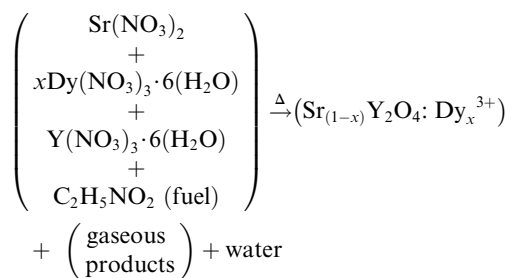 Sr(NO₃)₂
+
xDy(NO₃)₃·6(H₂O)
+
Y(NO₃)₃·6(H₂O)
+
C₂H₅NO₂ (fuel)
→Δ (Sr₍₁₋ₓ₎Y₂O₄: Dyₓ³⁺)
+ (gaseous products) + water